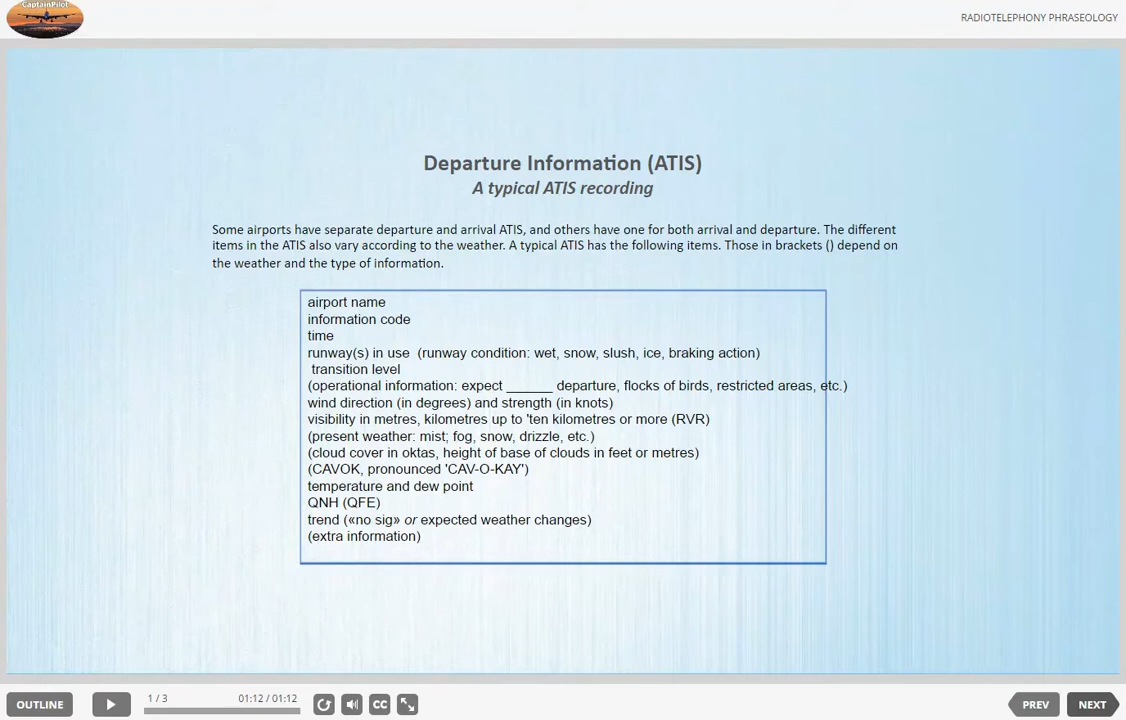 CaptainPilot
RADIOTELEPHONY PHRASEOLOGY
Departure Information (ATIS)
A typical ATIS recording
Some airports have separate departure and arrival ATIS, and others have one for both arrival and departure. The different
items in the ATIS also vary according to the weather. A typical ATIS has the following items. Those in brackets () depend on
the weather and the type of information.
airport name
information code
time
runway(s) in use (runway condition: wet, snow, slush, ice, braking action)
transition level
(operational information: expect ______ departure, flocks of birds, restricted areas, etc.)
wind direction (in degrees) and strength (in knots)
visibility in metres, kilometres up to 'ten kilometres or more (RVR)
(present weather: mist; fog, snow, drizzle, etc.)
(cloud cover in oktas, height of base of clouds in feet or metres)
(CAVOK, pronounced 'CAV-O-KAY')
temperature and dew point
QNH (QFE)
trend («no sig» or expected weather changes)
(extra information)
OUTLINE
1 / 3
01:12 / 01:12
CC
PREV
NEXT